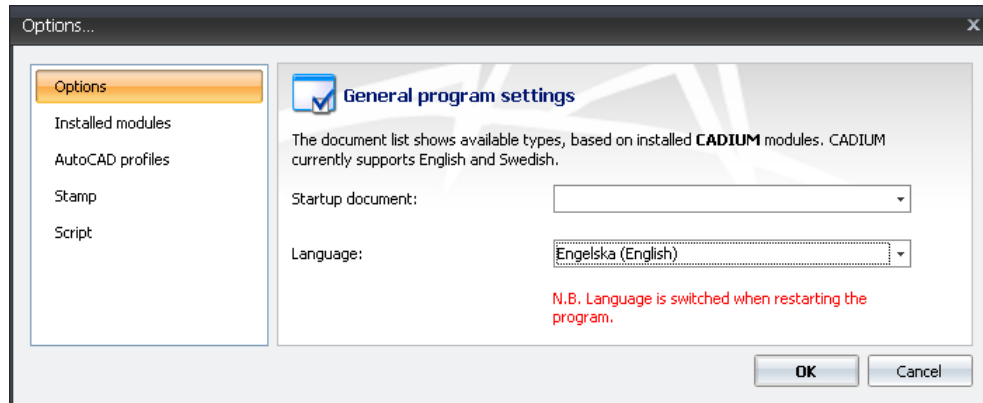 Options...
x
Options
Installed modules
AutoCAD profiles
Stamp
Script
General program settings
The document list shows available types, based on installed CADIUM modules. CADIUM
currently supports English and Swedish.
Startup document:
Language:
Engelska (English)
N.B. Language is switched when restarting the
program.
OK
Cancel